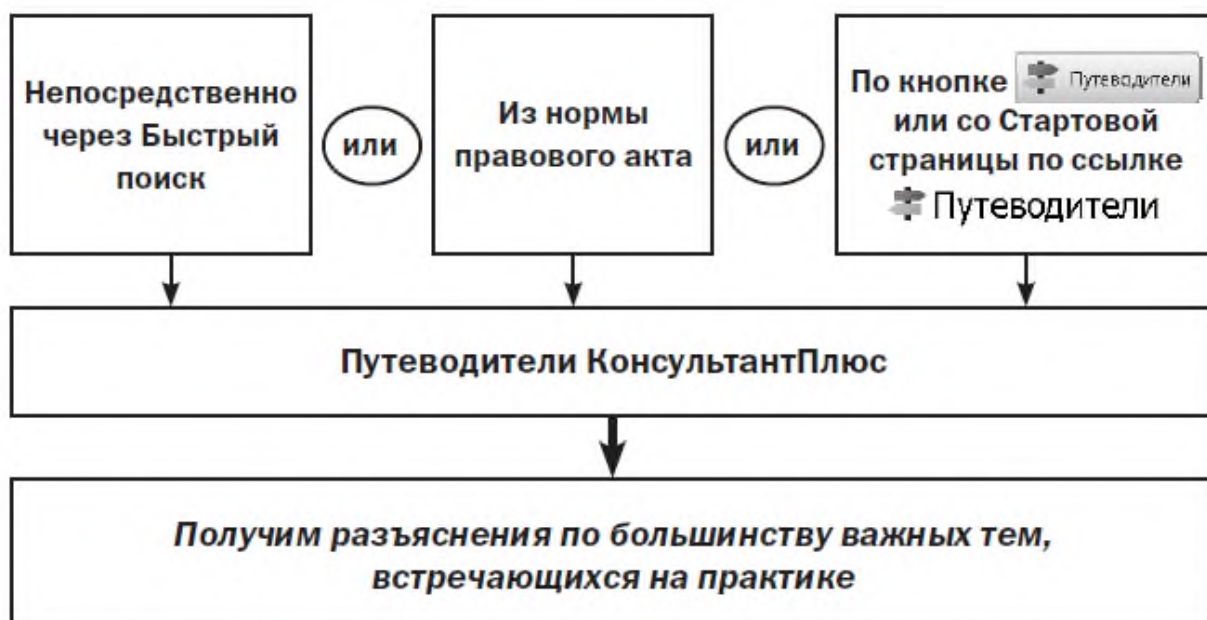 Непосредственно
через Быстрый
поиск
или
Из нормы
правового акта
или
По кнопке Путеводители
или со Стартовой
страницы по ссылке
Путеводители
Путеводители КонсультантПлюс
Получим разъяснения по большинству важных тем,
встречающихся на практике